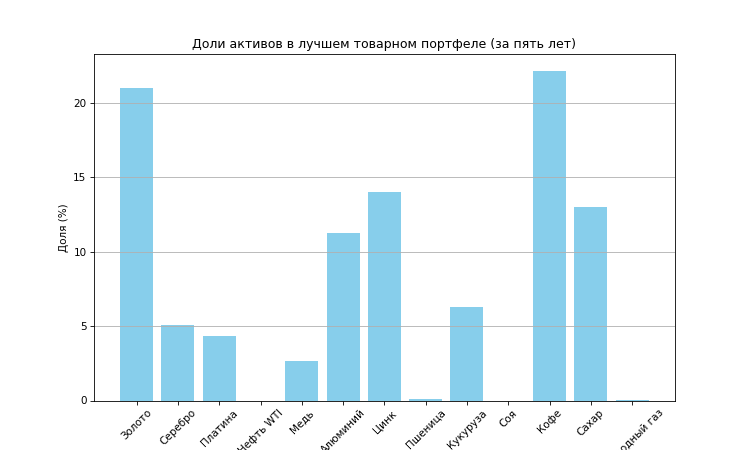 Доли активов в лучшем товарном портфеле (за пять лет)
Доля (%)
20
15
10
5
0
Золото
Серебро
Платина
Нефть WTI
Медь
Алюминий
Цинк
Пшеница
Кукуруза
Соя
Кофе
Сахар
газ